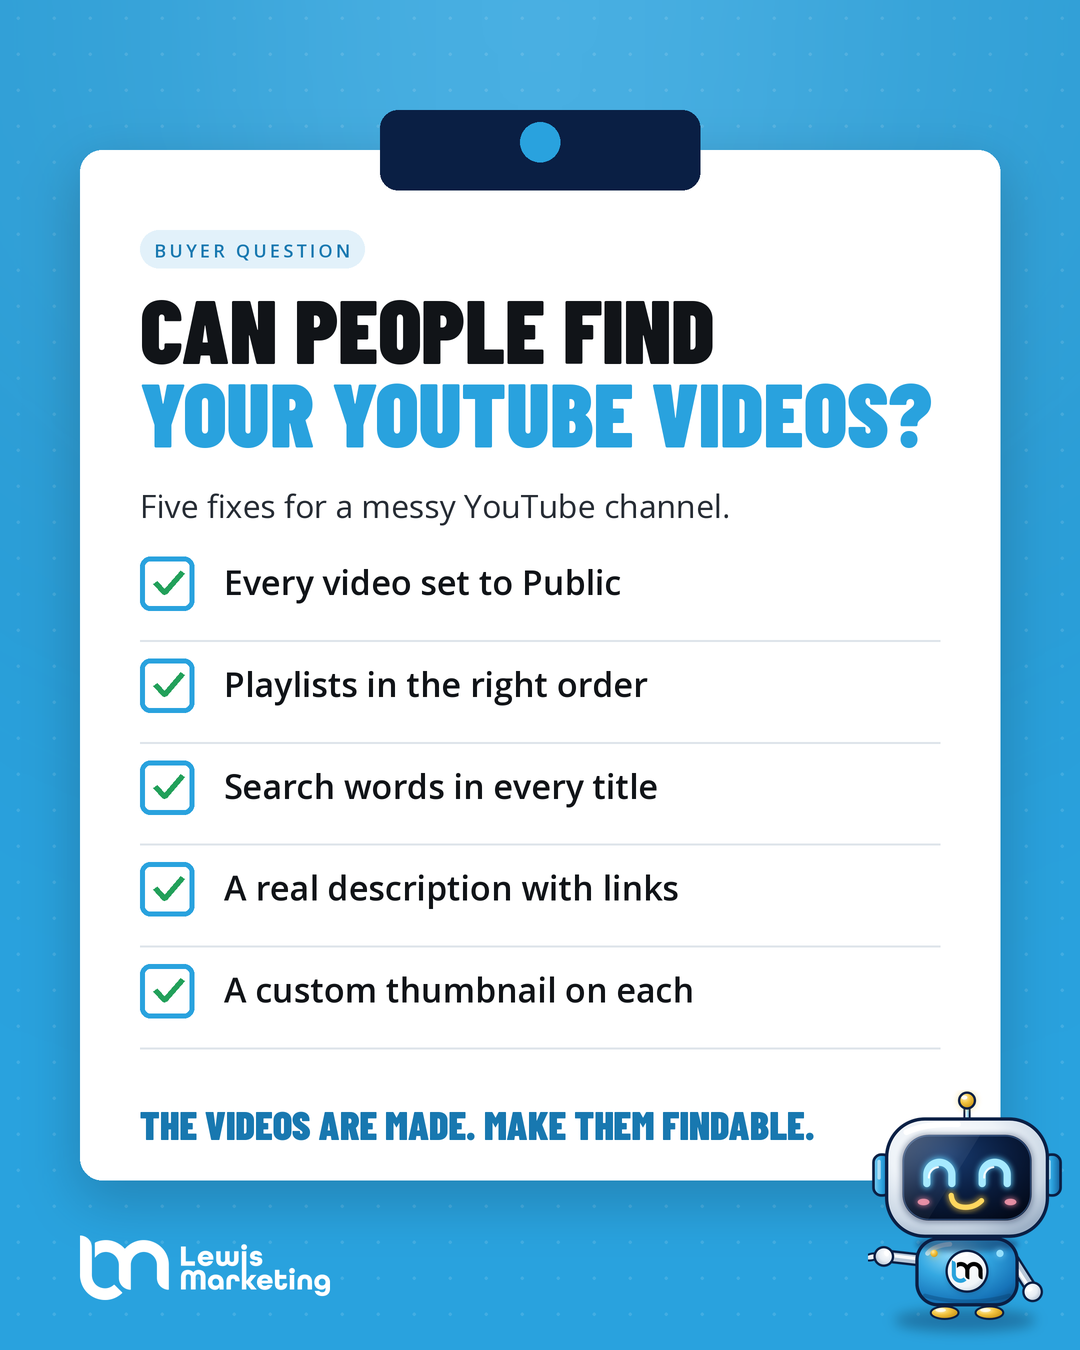 BUYER QUESTION
CAN PEOPLE FIND
YOUR YOUTUBE VIDEOS?
Five fixes for a messy YouTube channel.
Every video set to Public
Playlists in the right order
Search words in every title
A real description with links
A custom thumbnail on each
THE VIDEOS ARE MADE. MAKE THEM FINDABLE.
bm Lewis
Marketing
bm